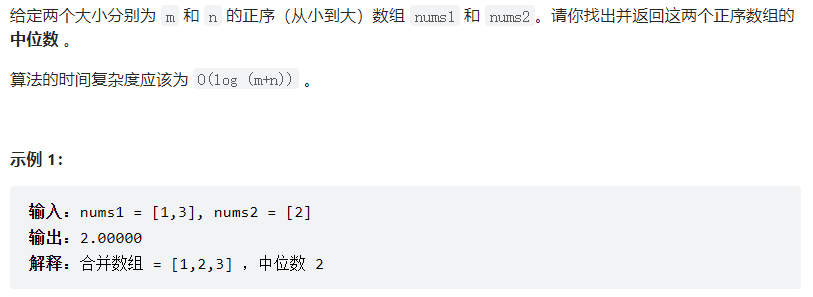 给定两个大小分别为 m 和 n 的正序（从小到大）数组 nums1 和 nums2。请你找出并返回这两个正序数组的
中位数 。
算法的时间复杂度应该为 O(log (m+n)) 。
示例 1：
输入：nums1 = [1,3], nums2 = [2]
输出：2.00000
解释：合并数组 = [1,2,3] ，中位数 2